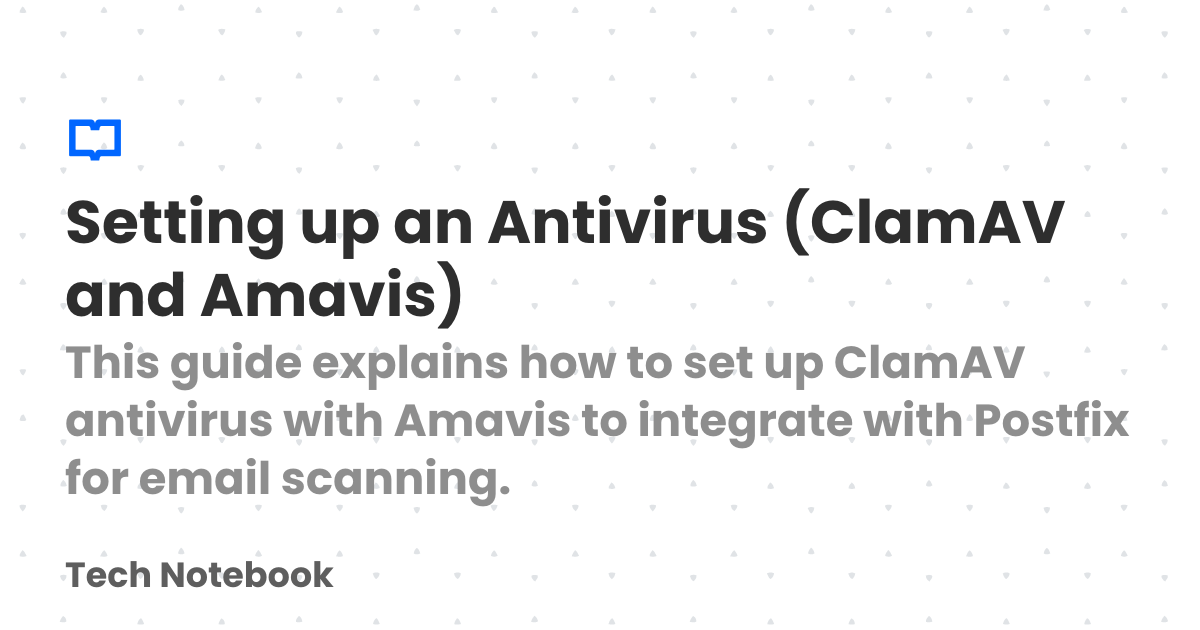 Setting up an Antivirus (ClamAV
and Amavis)
This guide explains how to set up ClamAV
antivirus with Amavis to integrate with Postfix
for email scanning.
Tech Notebook